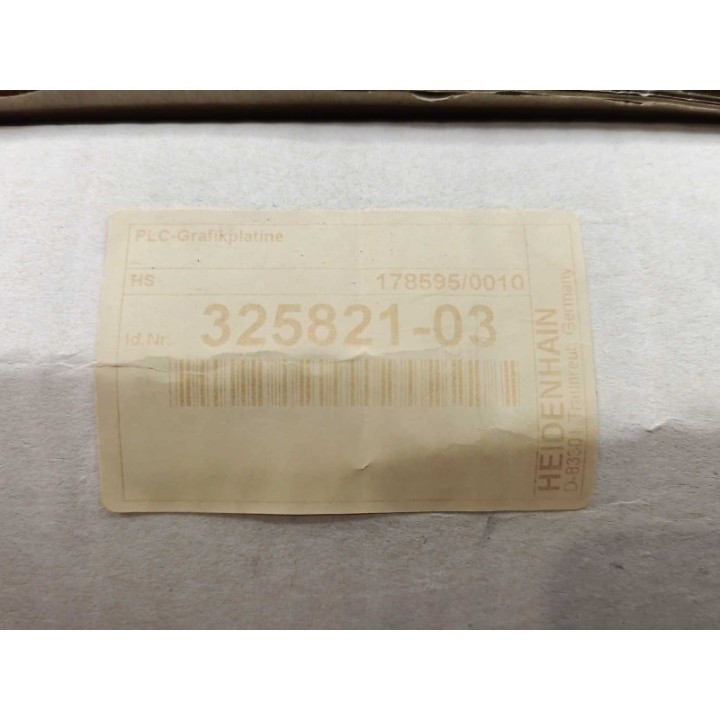 PLC-Grafikplatine
HS 178595/0010
Id.Nr. 325821-03
HEIDENHAIN
D-83301 Traunreut, Germany